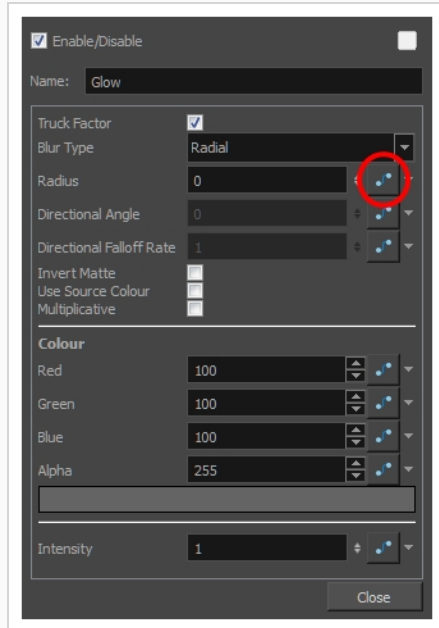 Enable/Disable
Name: Glow
Truck Factor
Blur Type Radial
Radius 0
Directional Angle 0
Directional Falloff Rate 1
Invert Matte
Use Source Colour
Multiplicative
Colour
Red 100
Green 100
Blue 100
Alpha 255
Intensity 1
Close